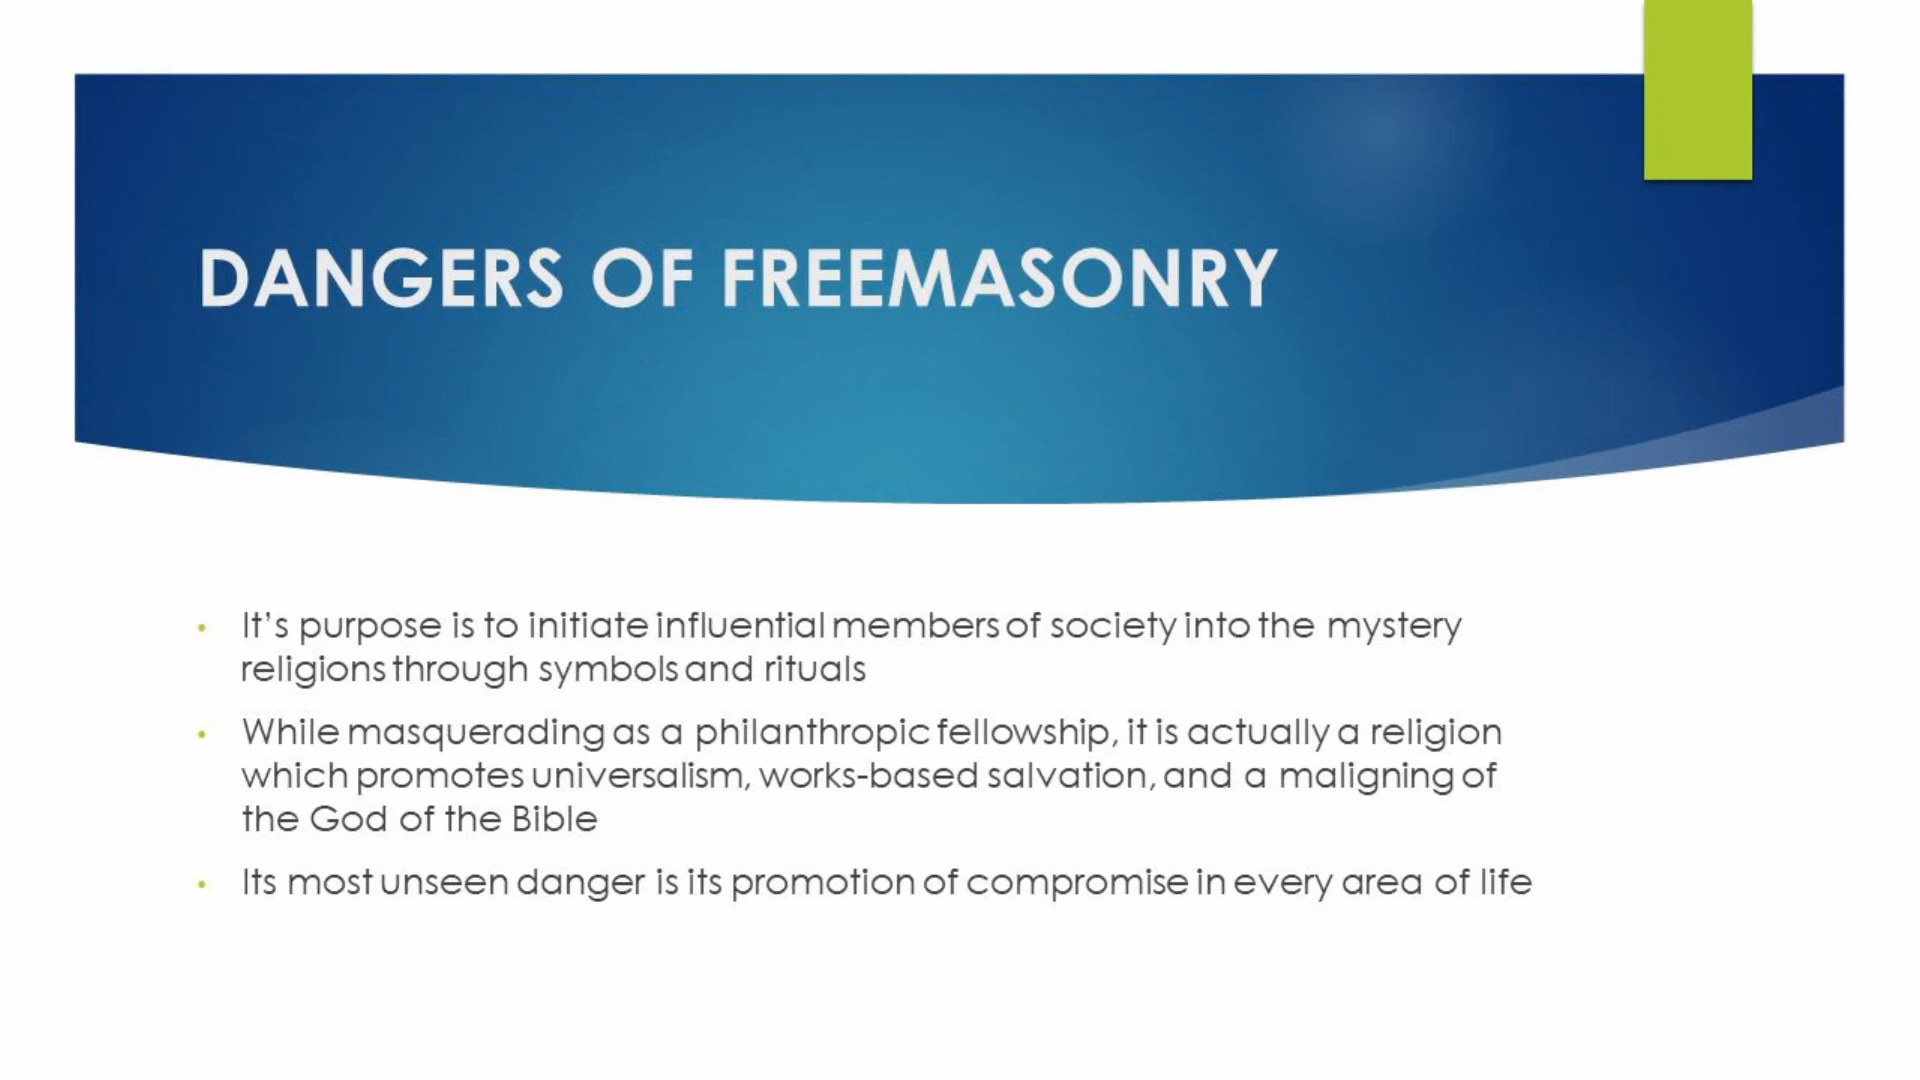 DANGERS OF FREEMASONRY
• It’s purpose is to initiate influential members of society into the mystery
religions through symbols and rituals
• While masquerading as a philanthropic fellowship, it is actually a religion
which promotes universalism, works-based salvation, and a maligning of
the God of the Bible
• Its most unseen danger is its promotion of compromise in every area of life